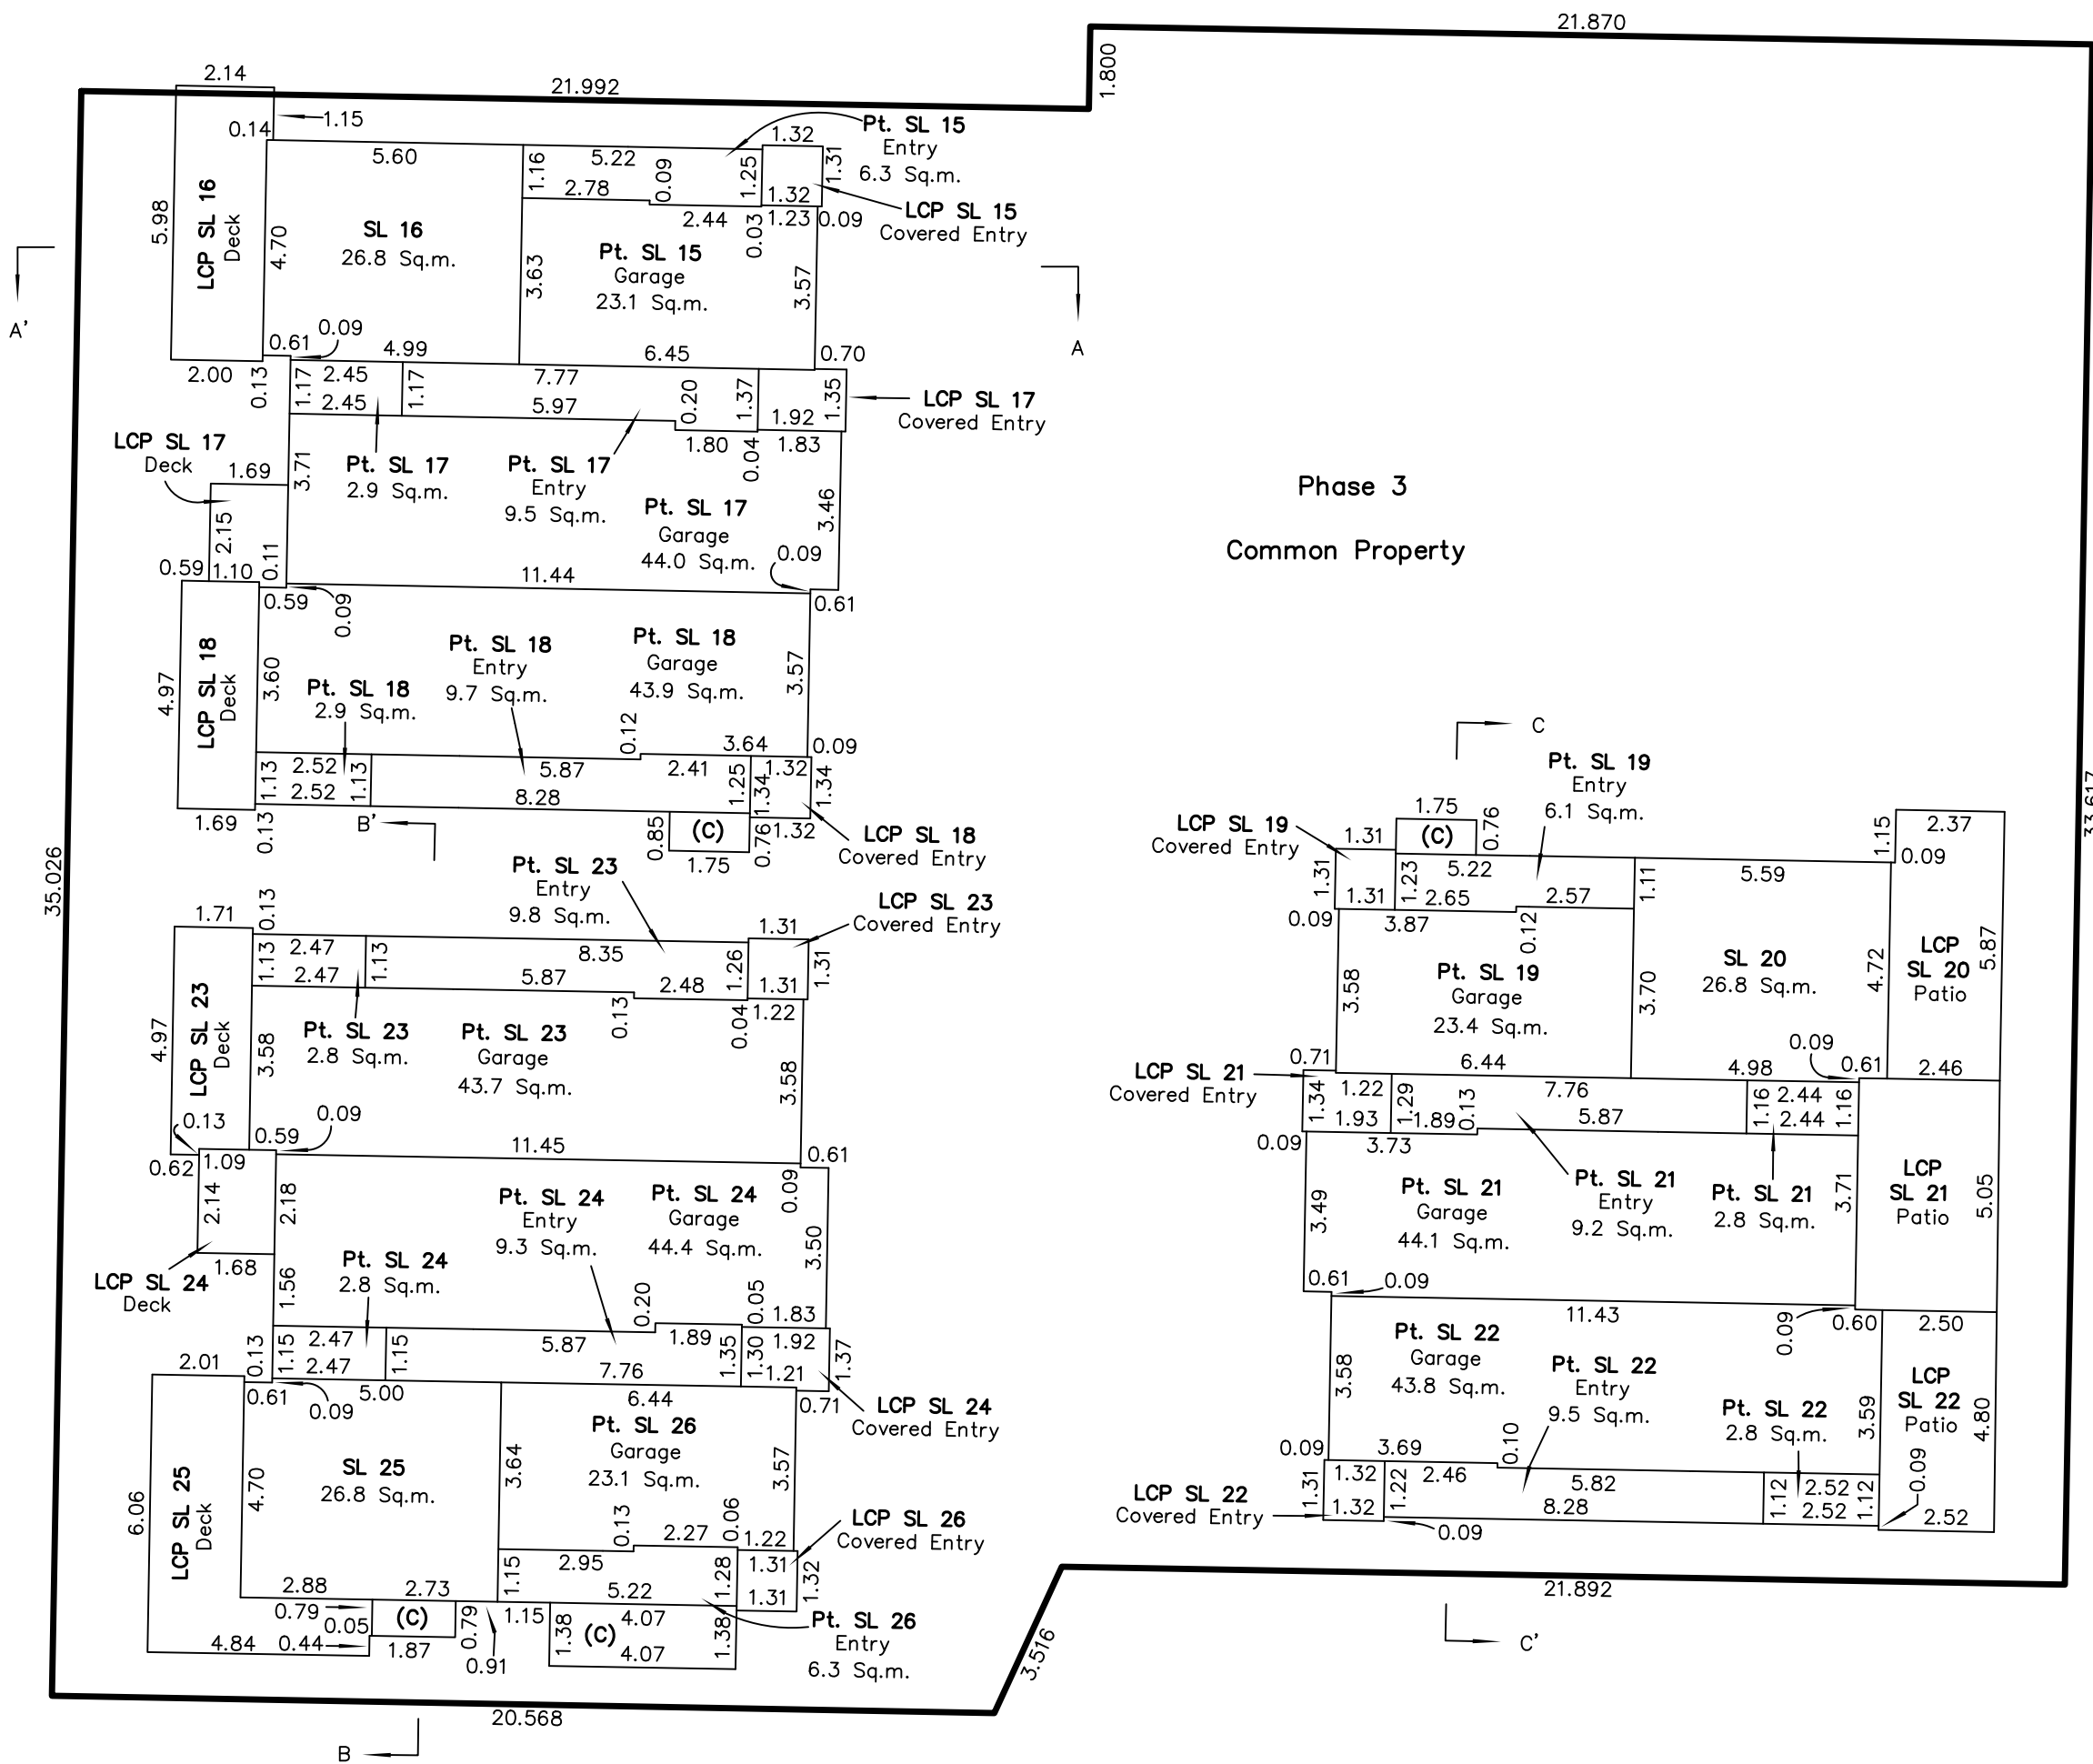 21.870
1.800
21.992
2.14
1.15
0.14
5.60
5.98
LCP SL 16
Deck
4.70
SL 16
26.8 Sq.m.
1.16
5.22
2.78
0.09
1.25
1.32
1.31
1.32
Pt. SL 15
Entry
6.3 Sq.m.
LCP SL 15
Covered Entry
2.44
0.03
1.23
0.09
Pt. SL 15
Garage
23.1 Sq.m.
3.63
3.57
A'
A
0.61
0.09
4.99
6.45
0.70
2.00
0.13
1.17
2.45
2.45
1.17
7.77
5.97
0.20
1.37
1.92
1.35
LCP SL 17
Covered Entry
1.80
0.04
1.83
LCP SL 17
Deck
1.69
3.71
Pt. SL 17
2.9 Sq.m.
Pt. SL 17
Entry
9.5 Sq.m.
Pt. SL 17
Garage
44.0 Sq.m.
3.46
0.09
2.15
0.11
0.59
1.10
11.44
0.59
0.09
0.61
Phase 3
Common Property
4.97
LCP SL 18
Deck
3.60
Pt. SL 18
2.9 Sq.m.
Pt. SL 18
Entry
9.7 Sq.m.
Pt. SL 18
Garage
43.9 Sq.m.
3.57
0.12
3.64
0.09
1.13
2.52
2.52
1.13
5.87
8.28
2.41
1.25
1.34
1.32
1.34
1.69
0.13
B'
0.85
(C)
0.76
1.32
1.75
LCP SL 18
Covered Entry
35.026
33.617
Pt. SL 23
Entry
9.8 Sq.m.
LCP SL 23
Covered Entry
1.71
0.13
1.13
2.47
2.47
1.13
8.35
5.87
2.48
1.26
1.31
1.31
1.31
0.13
0.04
1.22
4.97
LCP SL 23
Deck
3.58
Pt. SL 23
2.8 Sq.m.
Pt. SL 23
Garage
43.7 Sq.m.
3.58
0.13
0.59
0.09
11.45
0.61
0.62
1.09
2.14
2.18
0.09
Pt. SL 24
Entry
9.3 Sq.m.
Pt. SL 24
Garage
44.4 Sq.m.
3.50
1.68
LCP SL 24
Deck
Pt. SL 24
2.8 Sq.m.
1.56
0.20
0.05
1.83
0.13
1.15
2.47
2.47
1.15
5.87
7.76
1.89
1.35
1.30
1.92
1.21
1.37
2.01
0.61
0.09
5.00
6.44
0.71
LCP SL 24
Covered Entry
6.06
LCP SL 25
Deck
4.70
SL 25
26.8 Sq.m.
3.64
Pt. SL 26
Garage
23.1 Sq.m.
3.57
0.13
2.27
0.06
1.22
LCP SL 26
Covered Entry
2.88
2.73
1.15
2.95
5.22
1.28
1.31
1.31
1.32
0.79
0.05
(C)
0.79
1.15
1.38
4.07
(C)
4.07
1.38
4.84
0.44
1.87
0.91
Pt. SL 26
Entry
6.3 Sq.m.
3.516
20.568
B
C
Pt. SL 19
Entry
6.1 Sq.m.
LCP SL 19
Covered Entry
1.31
1.75
(C)
0.76
1.15
2.37
0.09
1.31
1.31
1.23
5.22
2.65
2.57
1.11
5.59
0.09
3.87
0.12
3.58
Pt. SL 19
Garage
23.4 Sq.m.
3.70
SL 20
26.8 Sq.m.
4.72
LCP
SL 20
Patio
5.87
0.71
6.44
4.98
0.09
0.61
2.46
LCP SL 21
Covered Entry
1.34
1.22
1.93
1.29
1.89
0.13
7.76
5.87
1.16
2.44
2.44
1.16
0.09
3.73
3.49
Pt. SL 21
Garage
44.1 Sq.m.
Pt. SL 21
Entry
9.2 Sq.m.
Pt. SL 21
2.8 Sq.m.
3.71
LCP
SL 21
Patio
5.05
0.61
0.09
11.43
0.09
0.60
2.50
3.58
Pt. SL 22
Garage
43.8 Sq.m.
Pt. SL 22
Entry
9.5 Sq.m.
Pt. SL 22
2.8 Sq.m.
3.59
LCP
SL 22
Patio
4.80
0.09
3.69
0.10
0.09
LCP SL 22
Covered Entry
1.31
1.32
1.32
1.22
2.46
5.82
8.28
1.12
2.52
2.52
1.12
2.52
0.09
21.892
C'